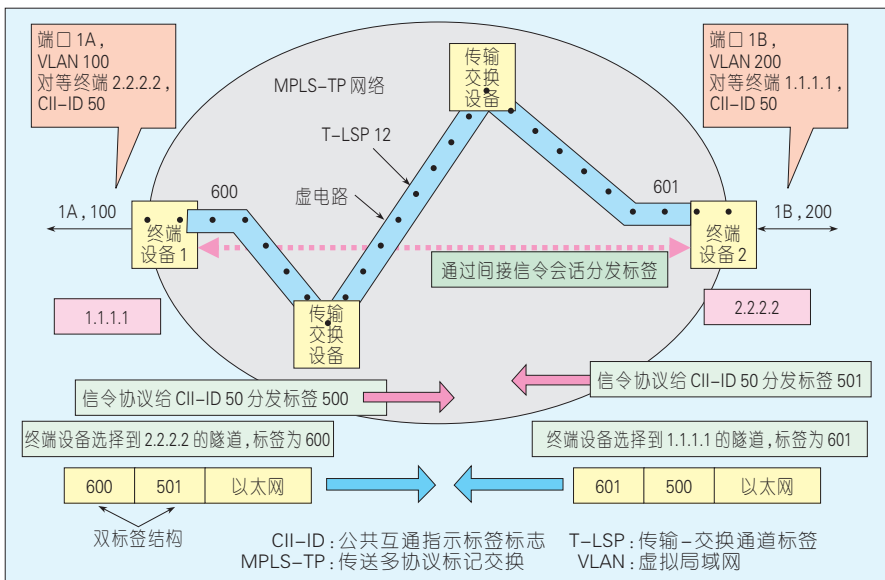 端口 1A,
VLAN 100
对等终端 2.2.2.2,
CII-ID 50
端口 1B,
VLAN 200
对等终端 1.1.1.1,
CII-ID 50
传输
交换
设备
MPLS-TP 网络
T-LSP 12
虚电路
600
601
1A , 100
1B , 200
终端
设备 1
终端
设备 2
通过间接信令会话分发标签
1.1.1.1
2.2.2.2
传输
交换
设备
信令协议给 CII-ID 50 分发标签 500
信令协议给 CII-ID 50 分发标签 501
终端设备选择到 2.2.2.2 的隧道,标签为 600
终端设备选择到 1.1.1.1 的隧道,标签为 601
600 501 以太网
601 500 以太网
双标签结构
CII-ID : 公共互通指示标签标志
T-LSP : 传输-交换通道标签
MPLS-TP : 传送多协议标记交换
VLAN : 虚拟局域网